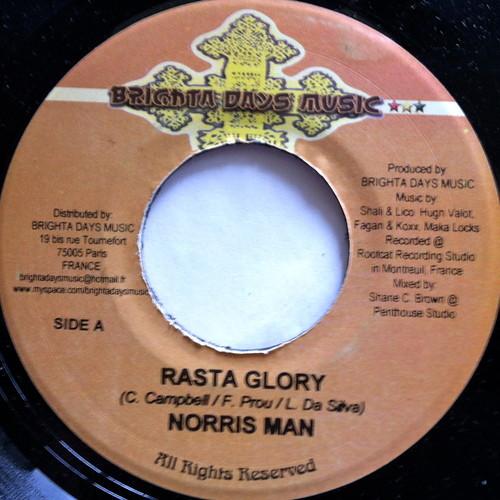 BRIGHTA DAYS MUSIC
Distributed by:
BRIGHTA DAYS MUSIC
19 bis rue Tournefort
75005 Paris
FRANCE
brightadaysmusic@hotmail.fr
www.myspace.com/brightadaysmusic
SIDE A
Produced by
BRIGHTA DAYS MUSIC
Music by:
Shali & Lico, Hugn Valot,
Fagan & Koxx, Maka Locks
Recorded @
Rootcat Recording Studio
in Montreuil, France
Mixed by:
Shane C. Brown @
Penthouse Studio
RASTA GLORY
(C. Campbell / F. Prou / L. Da Silva)
NORRIS MAN
All Rights Reserved